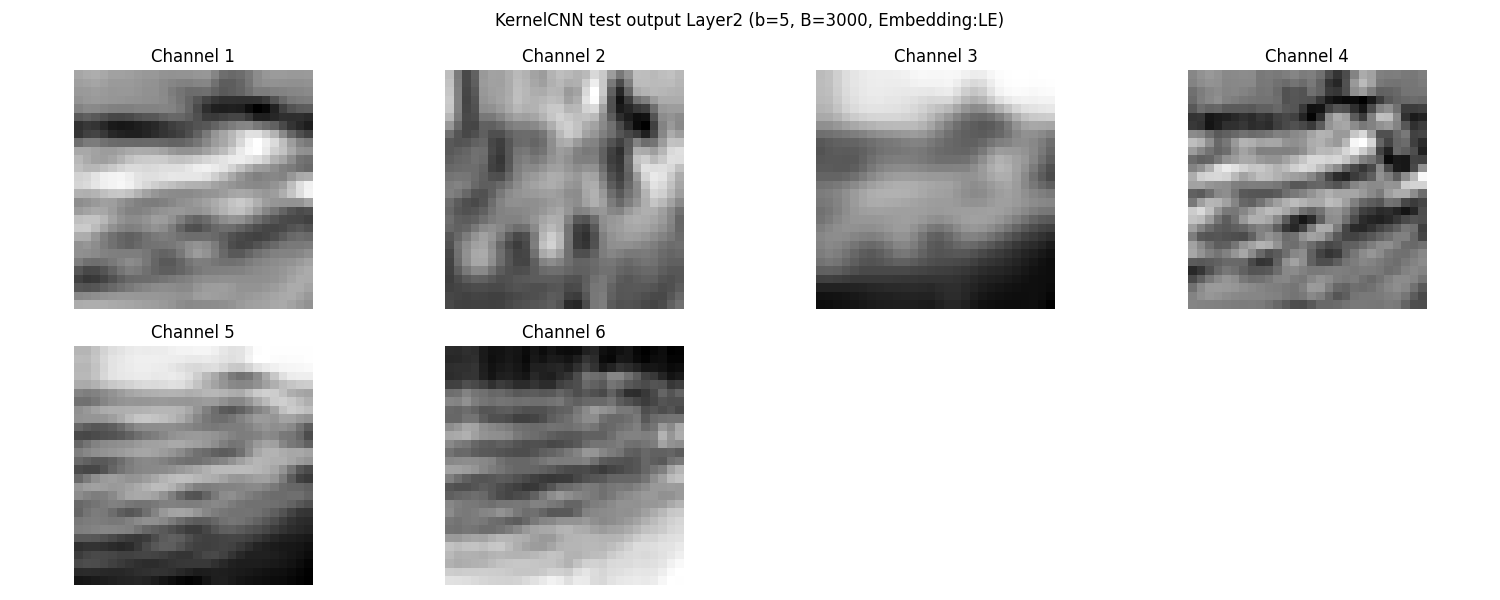 KernelCNN test output Layer2 (b=5, B=3000, Embedding:LE)
Channel 1
Channel 2
Channel 3
Channel 4
Channel 5
Channel 6